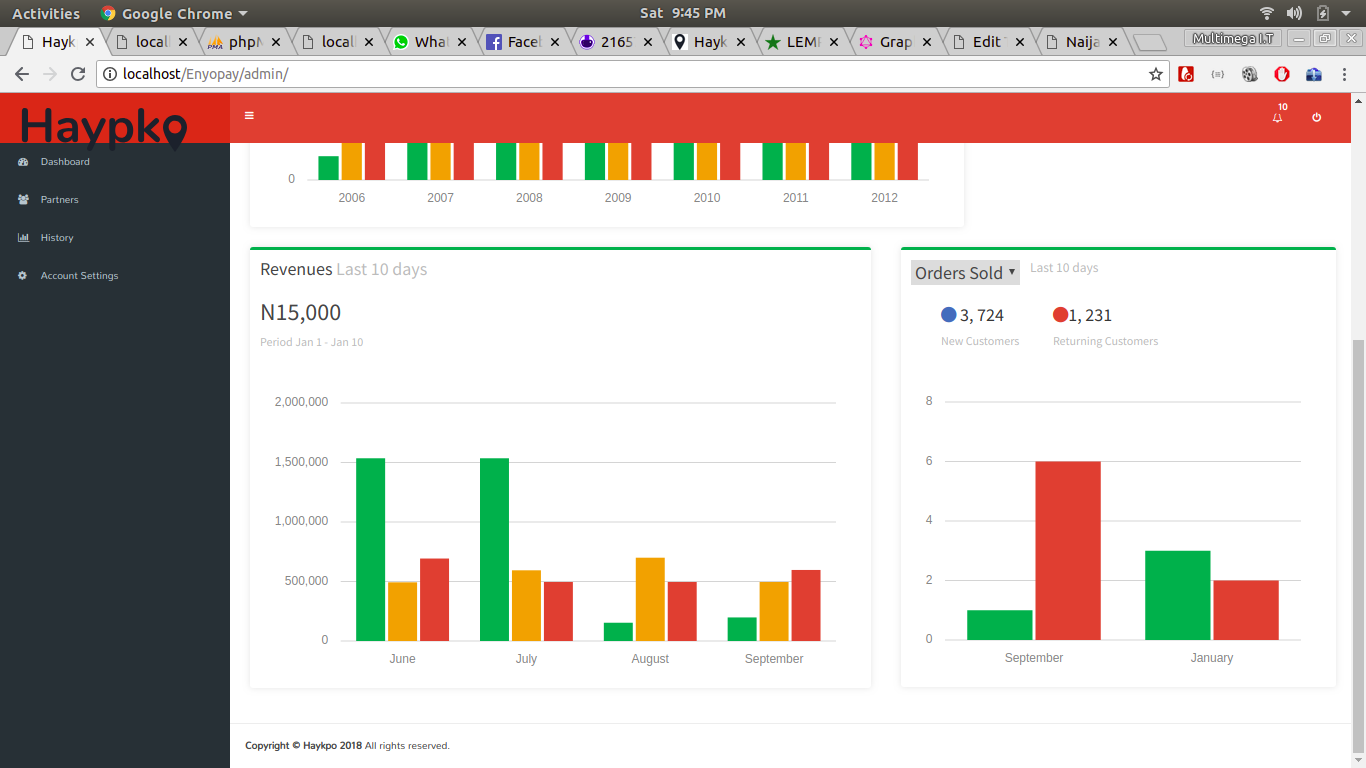 Activities Google Chrome Sat 9:45 PM
Hayk locall phpM locall What Faceb 2165 Hayk LEMP Grap Edit Naija Multimega I.T
localhost/Enyopay/admin/
Haypko
10
Dashboard
Partners
History
Account Settings
0
2006 2007 2008 2009 2010 2011 2012
Revenues Last 10 days
N15,000
Period Jan 1 - Jan 10
2,000,000
1,500,000
1,000,000
500,000
0
June July August September
Orders Sold Last 10 days
3, 724 1, 231
New Customers Returning Customers
8
6
4
2
0
September January
Copyright © Haykpo 2018 All rights reserved.